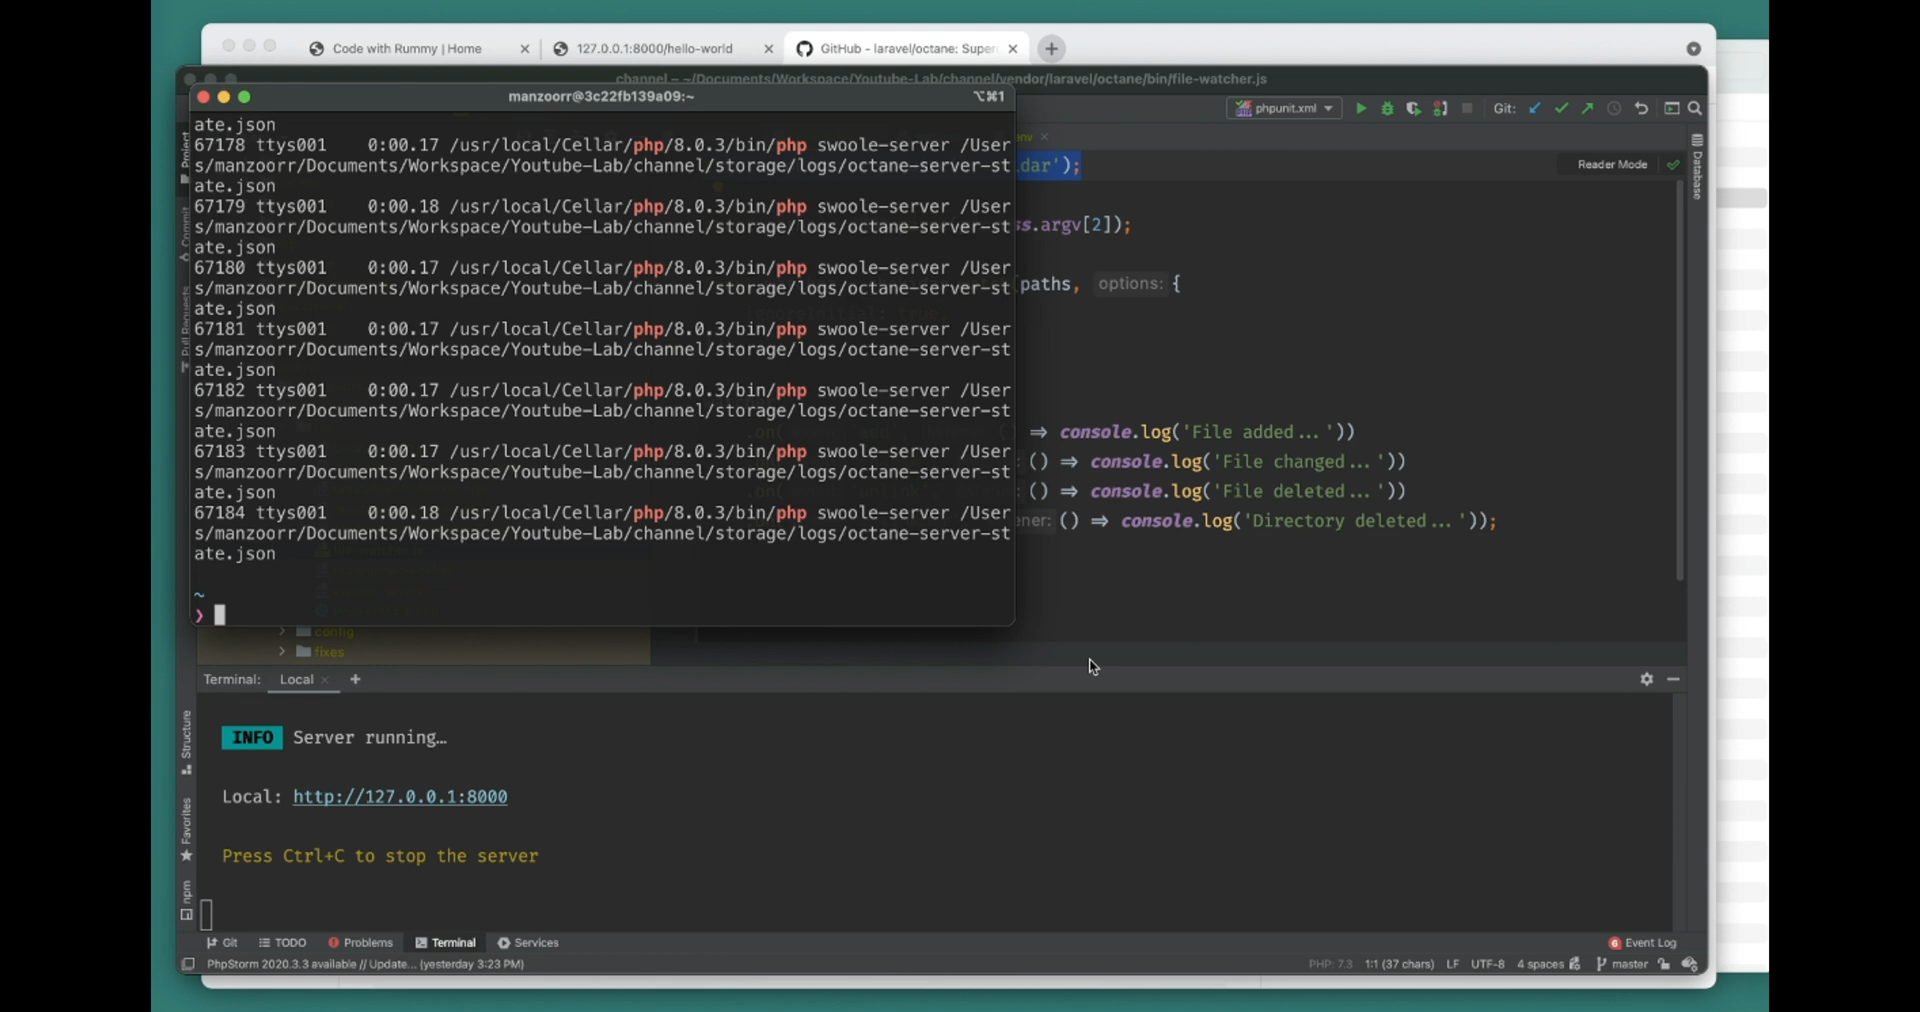 Code with Rummy | Home
127.0.0.1:8000/hello-world
GitHub - laravel/octane: Super
channel – ~/Documents/Workspace/Youtube-Lab/channel/vendor/laravel/octane/bin/file-watcher.js
manzoorr@3c22fb139a09:~
⌥⌘1
phpunit.xml
Git:
ate.json
67178 ttys001    0:00.17 /usr/local/Cellar/php/8.0.3/bin/php swoole-server /User
s/manzoorr/Documents/Workspace/Youtube-Lab/channel/storage/logs/octane-server-st
ate.json
67179 ttys001    0:00.18 /usr/local/Cellar/php/8.0.3/bin/php swoole-server /User
s/manzoorr/Documents/Workspace/Youtube-Lab/channel/storage/logs/octane-server-st
ate.json
67180 ttys001    0:00.17 /usr/local/Cellar/php/8.0.3/bin/php swoole-server /User
s/manzoorr/Documents/Workspace/Youtube-Lab/channel/storage/logs/octane-server-st
ate.json
67181 ttys001    0:00.17 /usr/local/Cellar/php/8.0.3/bin/php swoole-server /User
s/manzoorr/Documents/Workspace/Youtube-Lab/channel/storage/logs/octane-server-st
ate.json
67182 ttys001    0:00.17 /usr/local/Cellar/php/8.0.3/bin/php swoole-server /User
s/manzoorr/Documents/Workspace/Youtube-Lab/channel/storage/logs/octane-server-st
ate.json
67183 ttys001    0:00.17 /usr/local/Cellar/php/8.0.3/bin/php swoole-server /User
s/manzoorr/Documents/Workspace/Youtube-Lab/channel/storage/logs/octane-server-st
ate.json
67184 ttys001    0:00.18 /usr/local/Cellar/php/8.0.3/bin/php swoole-server /User
s/manzoorr/Documents/Workspace/Youtube-Lab/channel/storage/logs/octane-server-st
ate.json
~
❯
nv
dar');
Reader Mode
ss.argv[2]);
paths, options: {
⇒ console.log('File added...'))
() ⇒ console.log('File changed...'))
() ⇒ console.log('File deleted...'))
ener: () ⇒ console.log('Directory deleted...'));
config
fixes
Project
Commit
Pull Requests
Structure
Favorites
npm
Database
Terminal: Local
INFO Server running…
Local: http://127.0.0.1:8000
Press Ctrl+C to stop the server
Git
TODO
Problems
Terminal
Services
6 Event Log
PhpStorm 2020.3.3 available // Update... (yesterday 3:23 PM)
PHP: 7.3
1:1 (37 chars)
LF
UTF-8
4 spaces
master